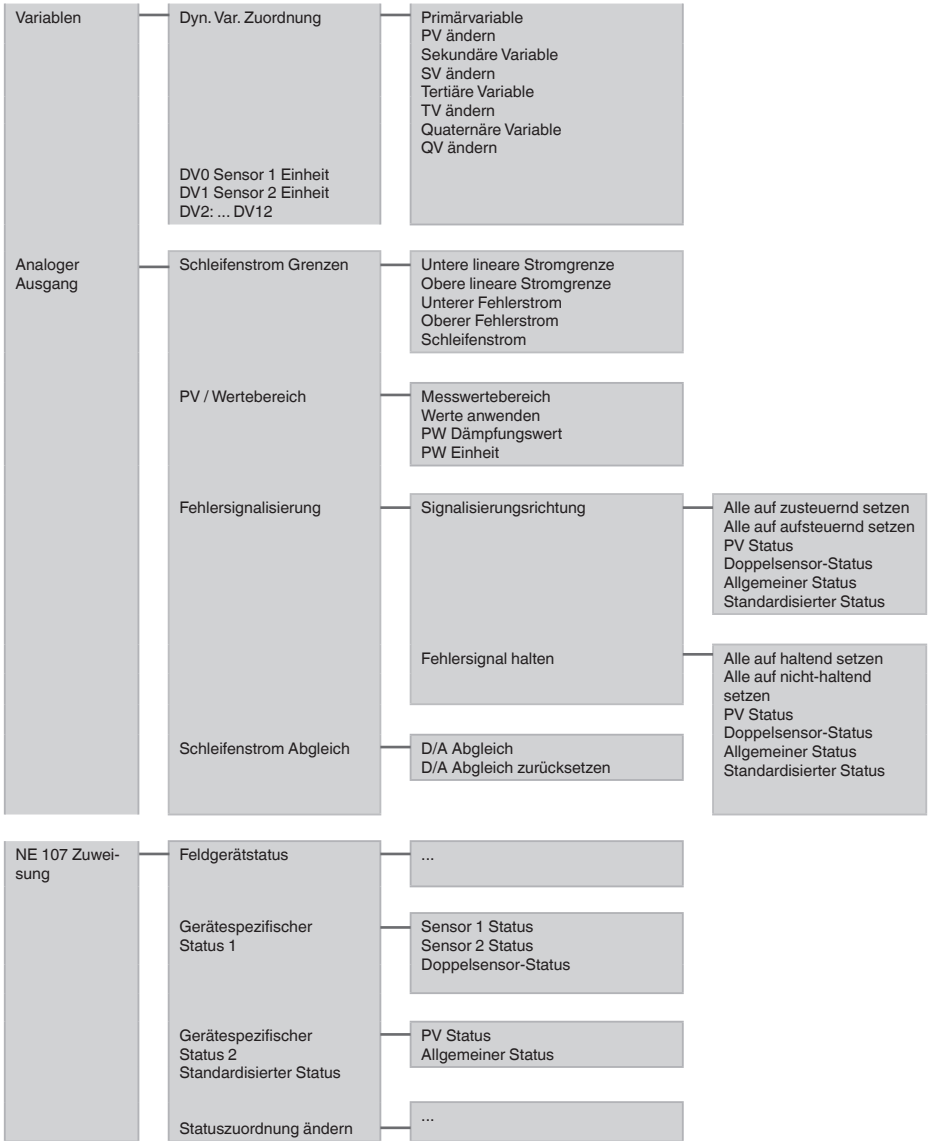 Variablen
Dyn. Var. Zuordnung
Primärvariable
PV ändern
Sekundäre Variable
SV ändern
Tertiäre Variable
TV ändern
Quaternäre Variable
QV ändern
DV0 Sensor 1 Einheit
DV1 Sensor 2 Einheit
DV2: ... DV12
Analoger
Ausgang
Schleifenstrom Grenzen
Untere lineare Stromgrenze
Obere lineare Stromgrenze
Unterer Fehlerstrom
Oberer Fehlerstrom
Schleifenstrom
PV / Wertebereich
Messwertebereich
Werte anwenden
PW Dämpfungswert
PW Einheit
Fehlersignalisierung
Signalisierungsrichtung
Alle auf zusteuernd setzen
Alle auf aufsteuernd setzen
PV Status
Doppelsensor-Status
Allgemeiner Status
Standardisierter Status
Fehlersignal halten
Alle auf haltend setzen
Alle auf nicht-haltend
setzen
PV Status
Doppelsensor-Status
Allgemeiner Status
Standardisierter Status
Schleifenstrom Abgleich
D/A Abgleich
D/A Abgleich zurücksetzen
NE 107 Zuwei-
sung
Feldgerätstatus
...
Gerätespezifischer
Status 1
Sensor 1 Status
Sensor 2 Status
Doppelsensor-Status
Gerätespezifischer
Status 2
Standardisierter Status
PV Status
Allgemeiner Status
Statuszuordnung ändern
...